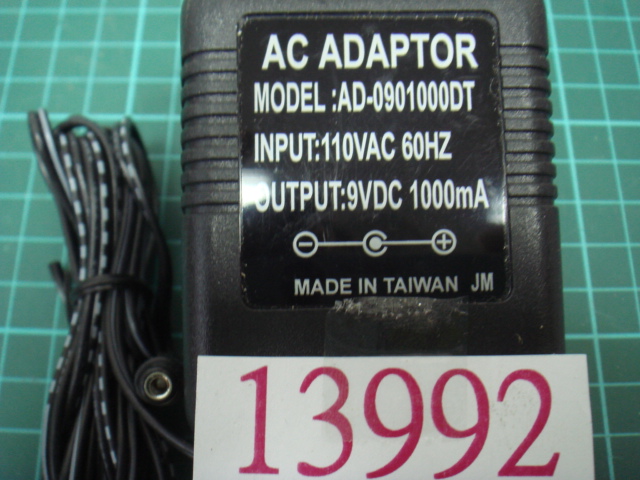 AC ADAPTOR
MODEL :AD-0901000DT
INPUT:110VAC 60HZ
OUTPUT:9VDC 1000mA
MADE IN TAIWAN JM
13992